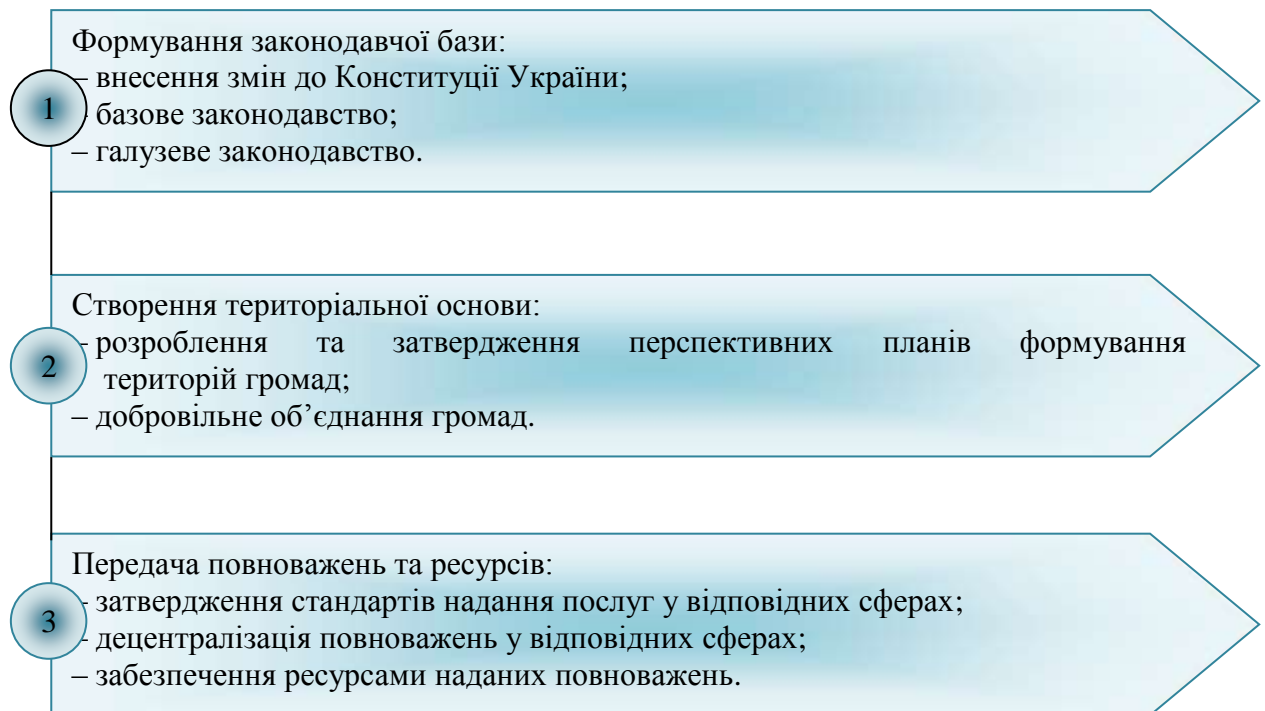 Формування законодавчої бази:
– внесення змін до Конституції України;
1
– базове законодавство;
– галузеве законодавство.
Створення територіальної основи:
– розроблення та затвердження перспективних планів формування
2
територій громад;
– добровільне об’єднання громад.
Передача повноважень та ресурсів:
– затвердження стандартів надання послуг у відповідних сферах;
3
– децентралізація повноважень у відповідних сферах;
– забезпечення ресурсами наданих повноважень.